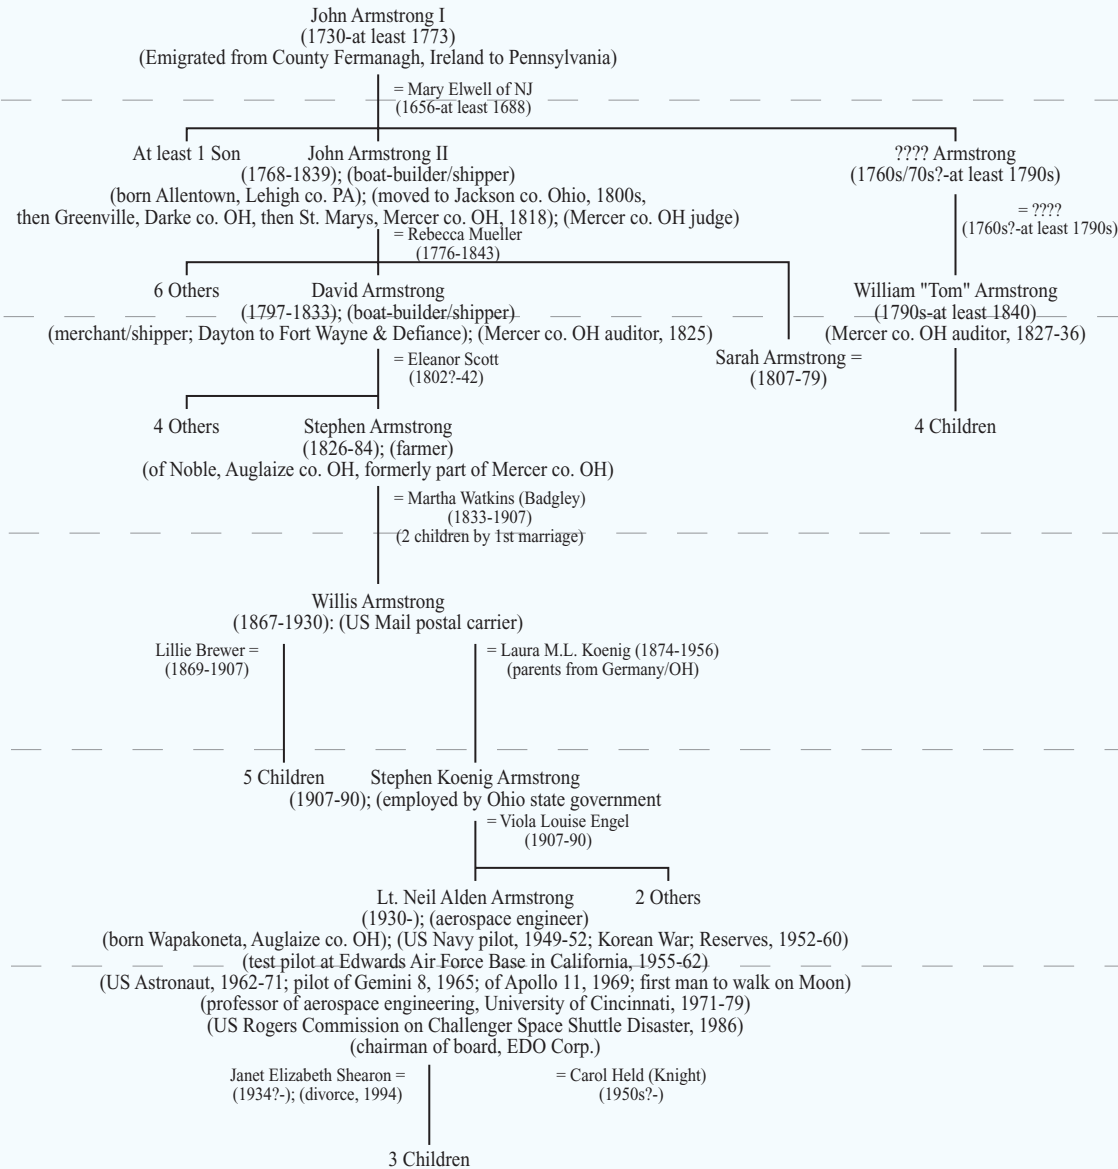 John Armstrong I
(1730-at least 1773)
(Emigrated from County Fermanagh, Ireland to Pennsylvania)
= Mary Elwell of NJ
(1656-at least 1688)
At least 1 Son
John Armstrong II
(1768-1839); (boat-builder/shipper)
(born Allentown, Lehigh co. PA); (moved to Jackson co. Ohio, 1800s,
then Greenville, Darke co. OH, then St. Marys, Mercer co. OH, 1818); (Mercer co. OH judge)
???? Armstrong
(1760s/70s?-at least 1790s)
= Rebecca Mueller
(1776-1843)
= ????
(1760s?-at least 1790s)
6 Others
David Armstrong
(1797-1833); (boat-builder/shipper)
(merchant/shipper; Dayton to Fort Wayne & Defiance); (Mercer co. OH auditor, 1825)
Sarah Armstrong =
(1807-79)
William "Tom" Armstrong
(1790s-at least 1840)
(Mercer co. OH auditor, 1827-36)
= Eleanor Scott
(1802?-42)
4 Others
Stephen Armstrong
(1826-84); (farmer)
(of Noble, Auglaize co. OH, formerly part of Mercer co. OH)
4 Children
= Martha Watkins (Badgley)
(1833-1907)
(2 children by 1st marriage)
Willis Armstrong
(1867-1930): (US Mail postal carrier)
Lillie Brewer =
(1869-1907)
= Laura M.L. Koenig (1874-1956)
(parents from Germany/OH)
5 Children
Stephen Koenig Armstrong
(1907-90); (employed by Ohio state government
= Viola Louise Engel
(1907-90)
Lt. Neil Alden Armstrong
2 Others
(1930-); (aerospace engineer)
(born Wapakoneta, Auglaize co. OH); (US Navy pilot, 1949-52; Korean War; Reserves, 1952-60)
(test pilot at Edwards Air Force Base in California, 1955-62)
(US Astronaut, 1962-71; pilot of Gemini 8, 1965; of Apollo 11, 1969; first man to walk on Moon)
(professor of aerospace engineering, University of Cincinnati, 1971-79)
(US Rogers Commission on Challenger Space Shuttle Disaster, 1986)
(chairman of board, EDO Corp.)
Janet Elizabeth Shearon =
(1934?-); (divorce, 1994)
= Carol Held (Knight)
(1950s?-)
3 Children